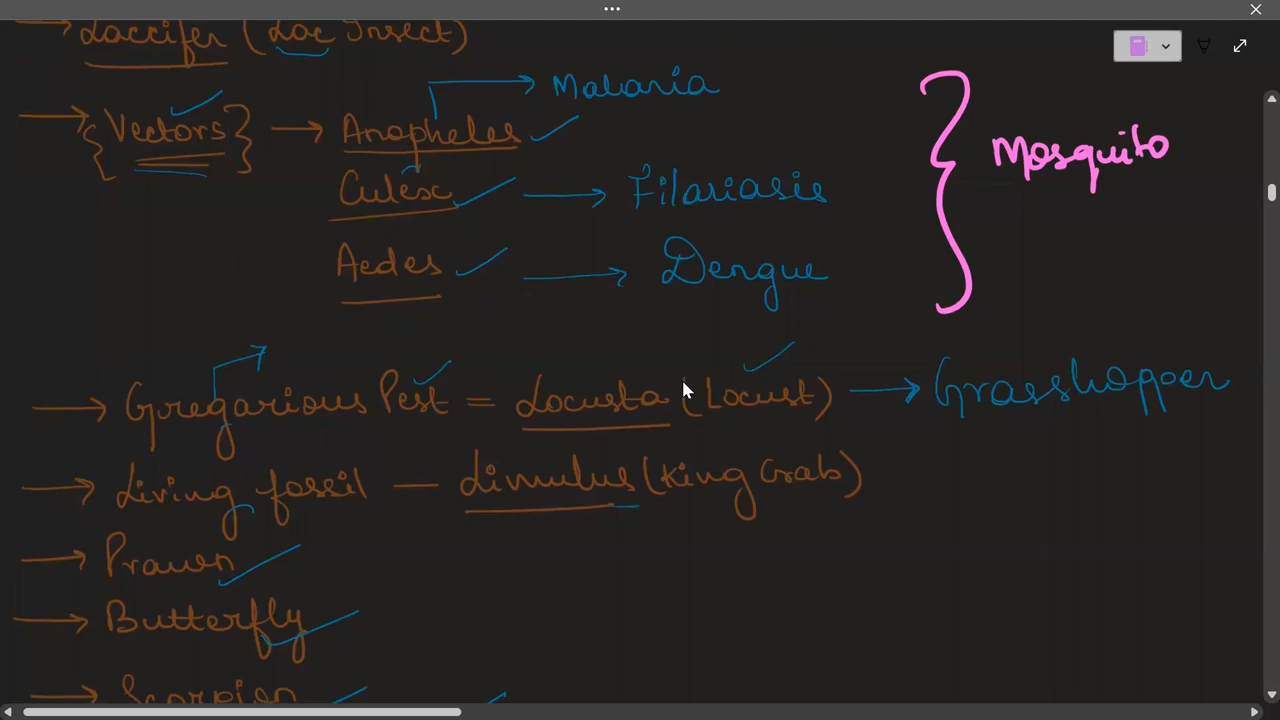 → Laccifer (Lac Insect)
→ Malaria
→ {Vectors} → Anopheles
Mosquito
Culex → Filariasis
Aedes → Dengue
→ Gregarious Pest = Locusta (Locust) → Grasshopper
→ Living fossil — Limulus (King Crab)
→ Prawn
→ Butterfly
→ Scorpion